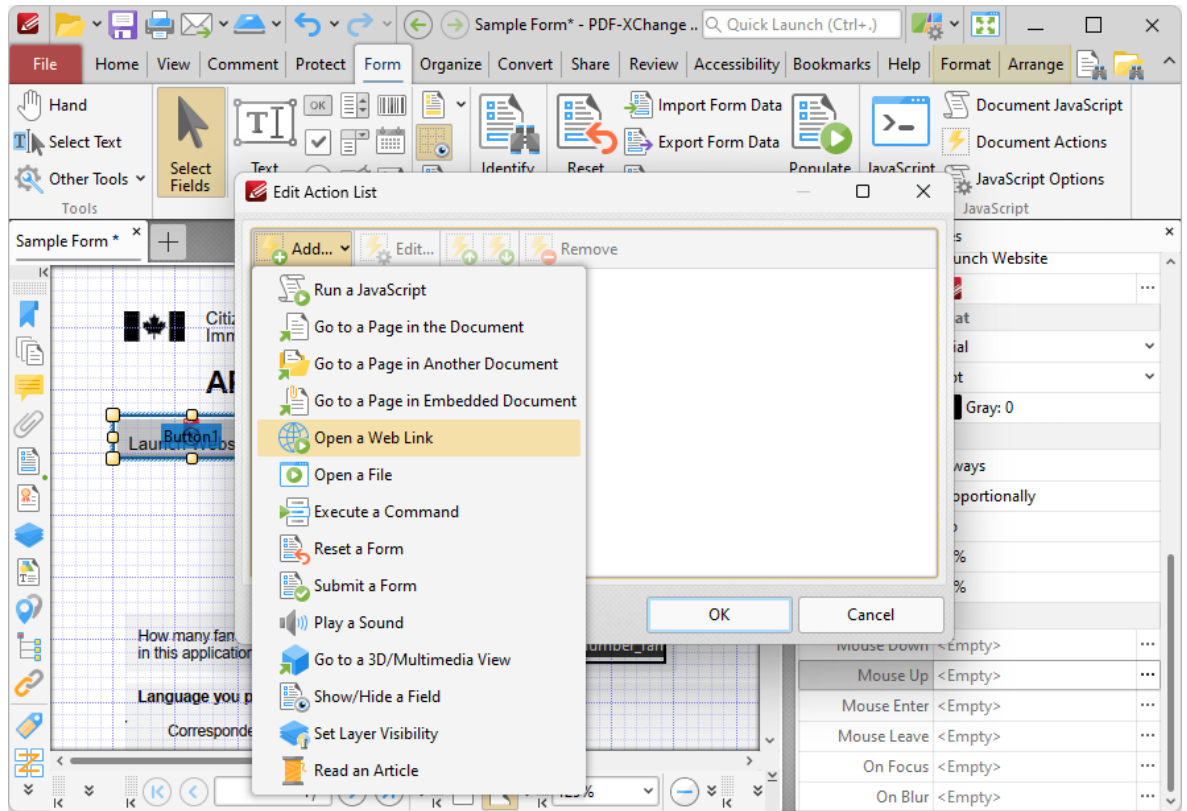 Sample Form* - PDF-XChange ..
Quick Launch (Ctrl+.)
File Home View Comment Protect Form Organize Convert Share Review Accessibility Bookmarks Help Format Arrange
Hand
Select Text
Other Tools
Tools
Select Fields
Text
OK
Identify
Reset
Import Form Data
Export Form Data
Populate
JavaScript
Document JavaScript
Document Actions
JavaScript Options
JavaScript
Edit Action List
Sample Form *
Add... Edit... Remove
Run a JavaScript
Go to a Page in the Document
Go to a Page in Another Document
Go to a Page in Embedded Document
Open a Web Link
Open a File
Execute a Command
Reset a Form
Submit a Form
Play a Sound
Go to a 3D/Multimedia View
Show/Hide a Field
Set Layer Visibility
Read an Article
OK Cancel
Button1
How many
in this
Language you
Website
Gray: 0
Mouse Down <Empty>
Mouse Up <Empty>
Mouse Enter <Empty>
Mouse Leave <Empty>
On Focus <Empty>
On Blur <Empty>